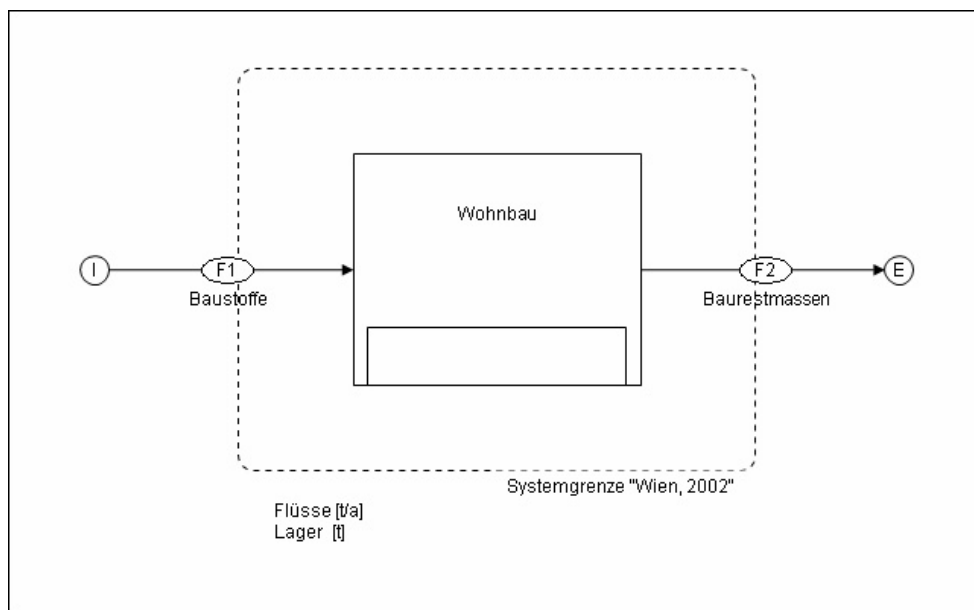 Wohnbau
I
F1
F2
E
Baustoffe
Baurestmassen
Systemgrenze "Wien, 2002"
Flüsse [t/a]
Lager [t]